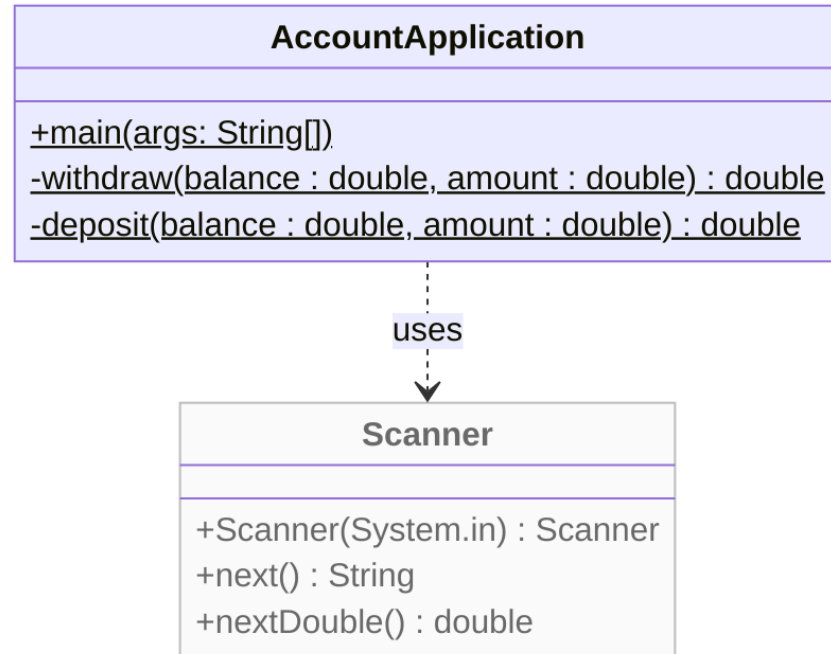 AccountApplication
+main(args: String[])
-withdraw(balance : double, amount : double) : double
-deposit(balance : double, amount : double) : double
uses
Scanner
+Scanner(System.in) : Scanner
+next() : String
+nextDouble() : double